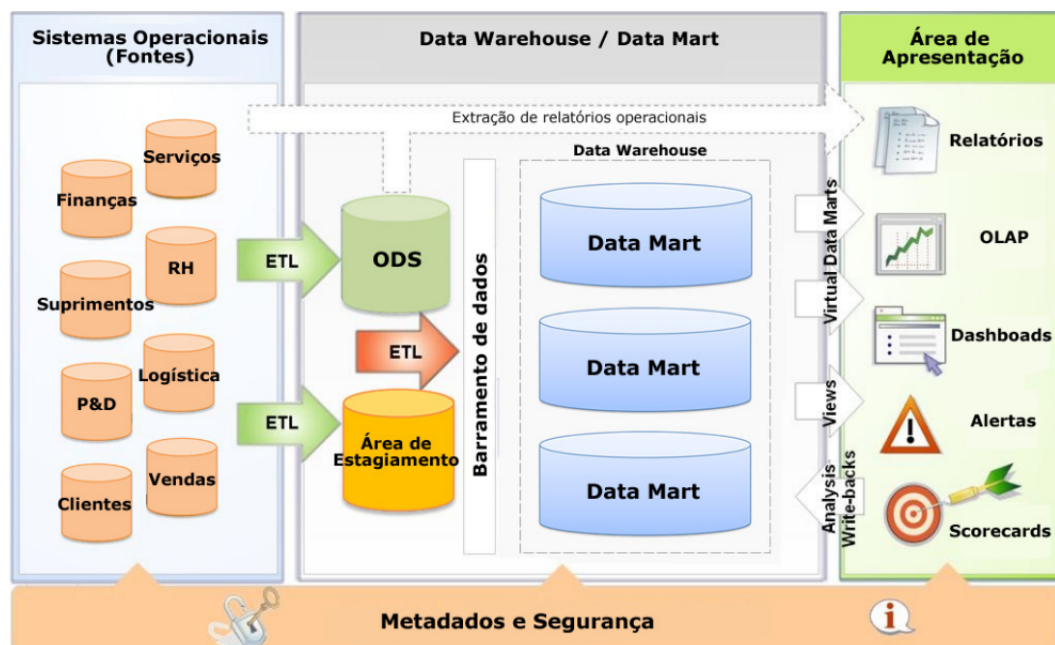 Sistemas Operacionais
(Fontes)
Data Warehouse / Data Mart
Área de
Apresentação
Extração de relatórios operacionais
Data Warehouse
Serviços
Finanças
RH
Suprimentos
Logística
P&D
Vendas
Clientes
ETL
ETL
ODS
ETL
Área de
Estagiamento
Barramento de dados
Data Mart
Data Mart
Data Mart
Virtual Data Marts
Views
Analysis
Write-backs
Relatórios
OLAP
Dashboads
Alertas
Scorecards
Metadados e Segurança